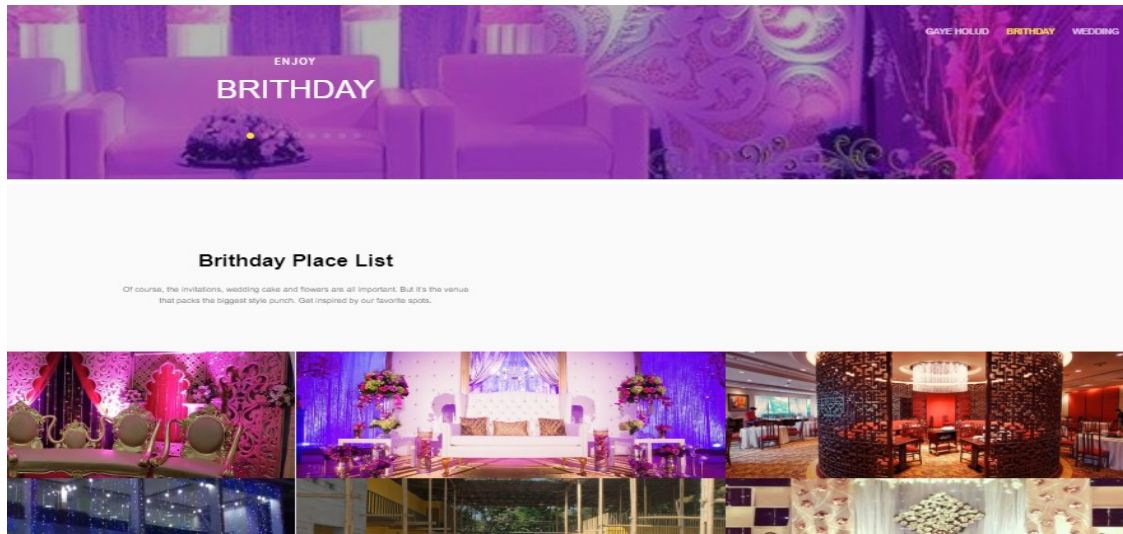 GAYE HOLUD BRITHDAY WEDDING
ENJOY
BRITHDAY
Brithday Place List
Of course, the invitations, wedding cake and flowers are all important. But it's the venue
that packs the biggest style punch. Get inspired by our favorite spots.